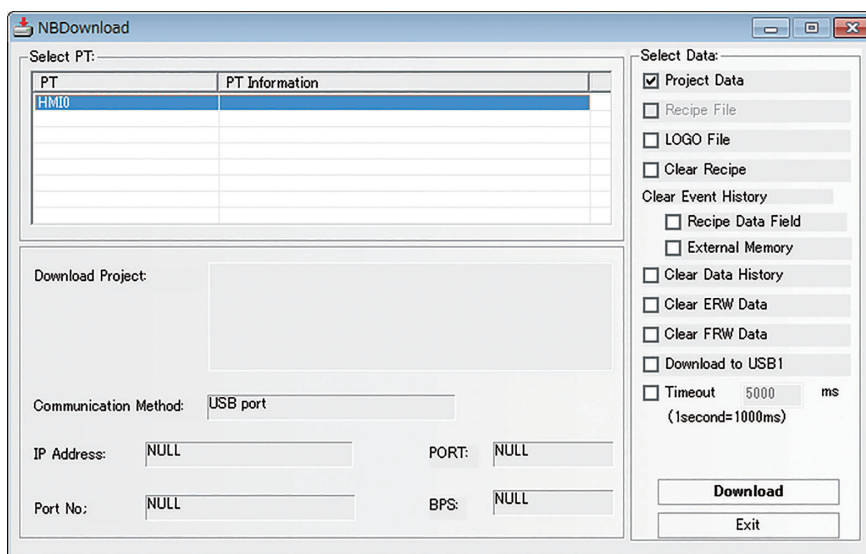 NBDownload
Select PT:
PT PT Information
HMI0
Download Project:
Communication Method: USB port
IP Address: NULL PORT: NULL
Port No; NULL BPS: NULL
Select Data:
Project Data
Recipe File
LOGO File
Clear Recipe
Clear Event History
Recipe Data Field
External Memory
Clear Data History
Clear ERW Data
Clear FRW Data
Download to USB1
Timeout 5000 ms
(1second=1000ms)
Download
Exit